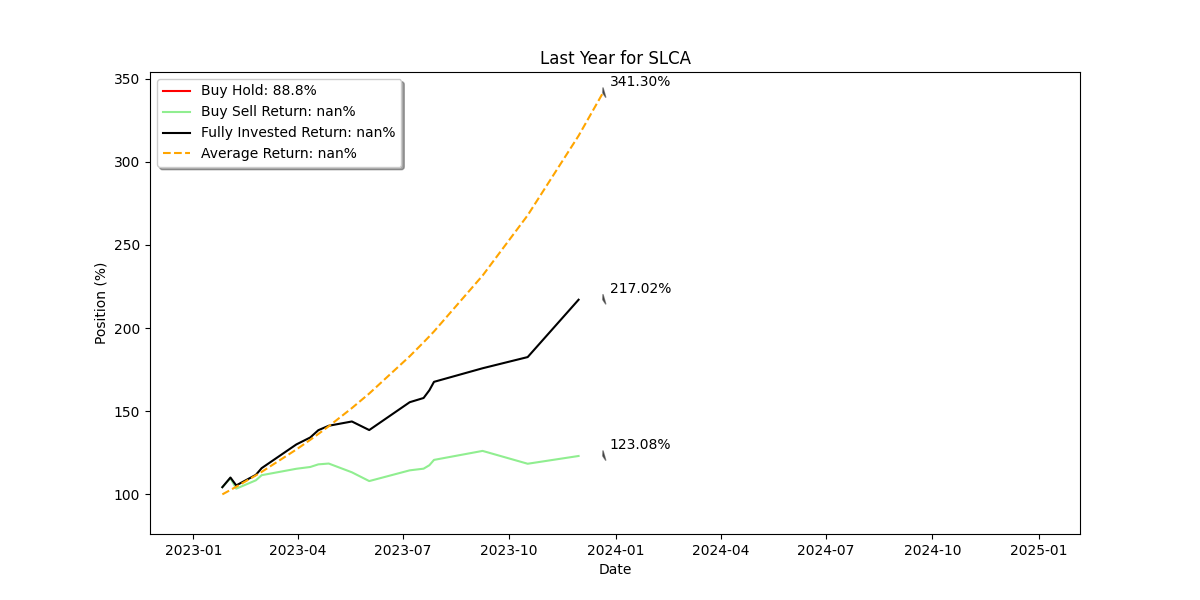 Last Year for SLCA
Buy Hold: 88.8%
Buy Sell Return: nan%
Fully Invested Return: nan%
Average Return: nan%
341.30%
217.02%
123.08%
350
300
250
200
150
100
Position (%)
2023-01 2023-04 2023-07 2023-10 2024-01 2024-04 2024-07 2024-10 2025-01
Date